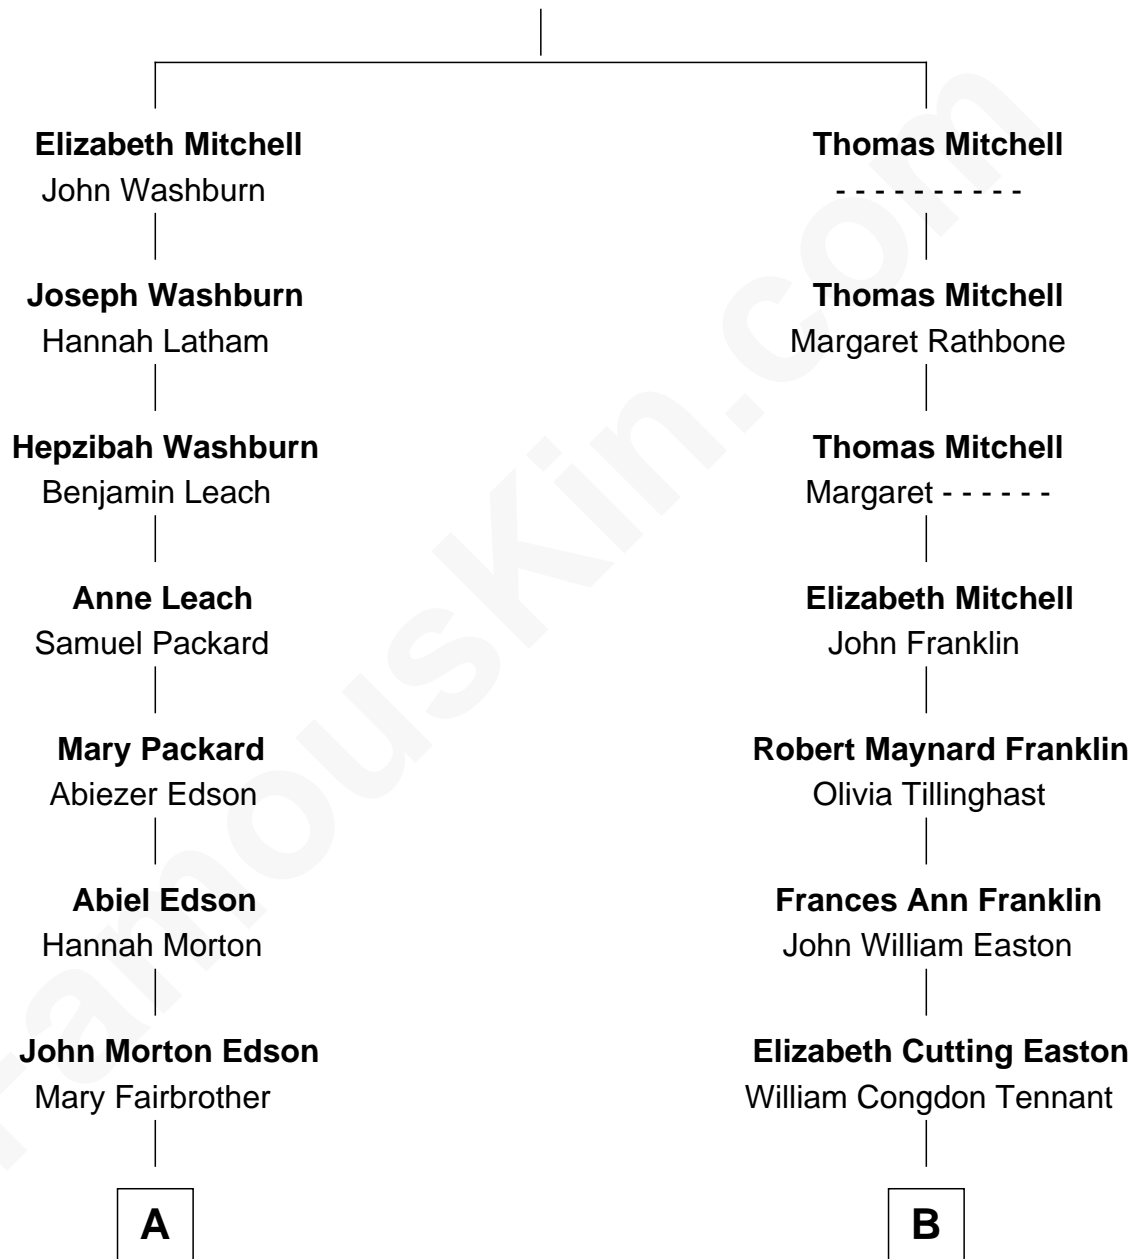 Elizabeth Mitchell
John Washburn
Joseph Washburn
Hannah Latham
Hepzibah Washburn
Benjamin Leach
Anne Leach
Samuel Packard
Mary Packard
Abiezer Edson
Abiel Edson
Hannah Morton
John Morton Edson
Mary Fairbrother
A
Thomas Mitchell
- - - - - - - - - -
Thomas Mitchell
Margaret Rathbone
Thomas Mitchell
Margaret - - - - - -
Elizabeth Mitchell
John Franklin
Robert Maynard Franklin
Olivia Tillinghast
Frances Ann Franklin
John William Easton
Elizabeth Cutting Easton
William Congdon Tennant
B
FamousKin.com